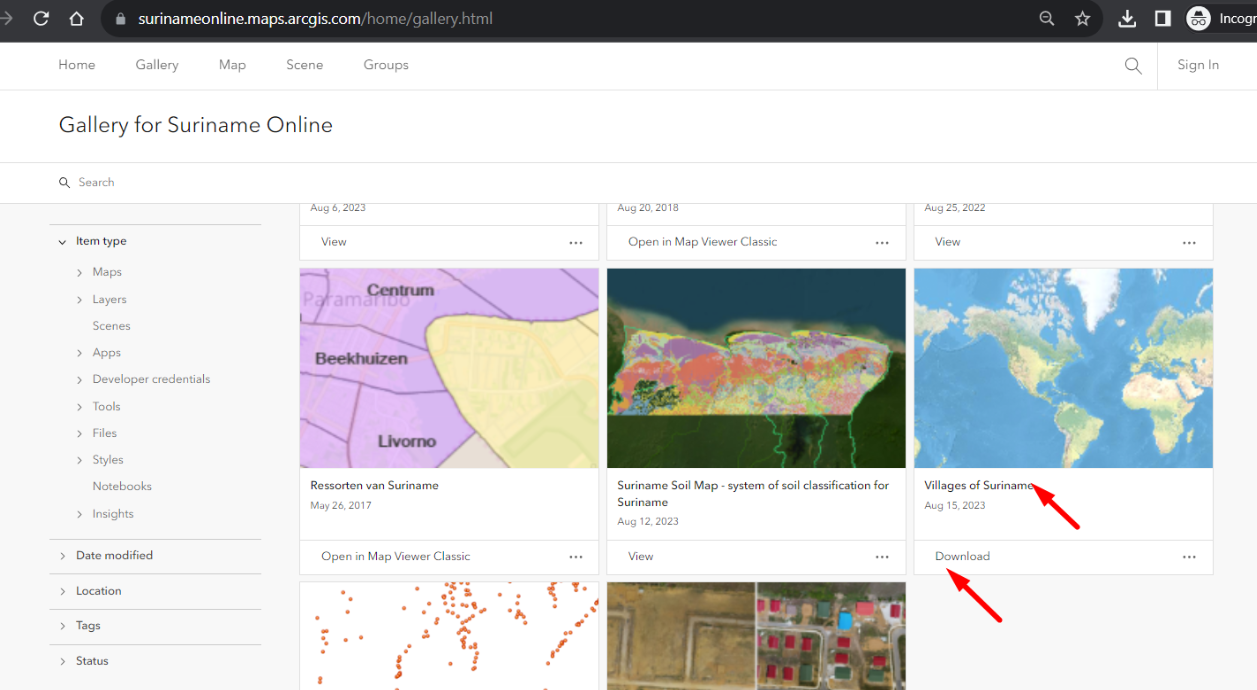 surinameonline.maps.arcgis.com/home/gallery.html
Home Gallery Map Scene Groups Sign In
Gallery for Suriname Online
Search
Aug 6, 2023 Aug 20, 2018 Aug 25, 2022
View Open in Map Viewer Classic View
Item type
Maps
Layers
Scenes
Apps
Developer credentials
Tools
Files
Styles
Notebooks
Insights
Date modified
Location
Tags
Status
Paramaribo
Centrum
Beekhuizen
Livorno
Ressorten van Suriname
May 26, 2017
Open in Map Viewer Classic
Suriname Soil Map - system of soil classification for
Suriname
Aug 12, 2023
View
Villages of Suriname
Aug 15, 2023
Download